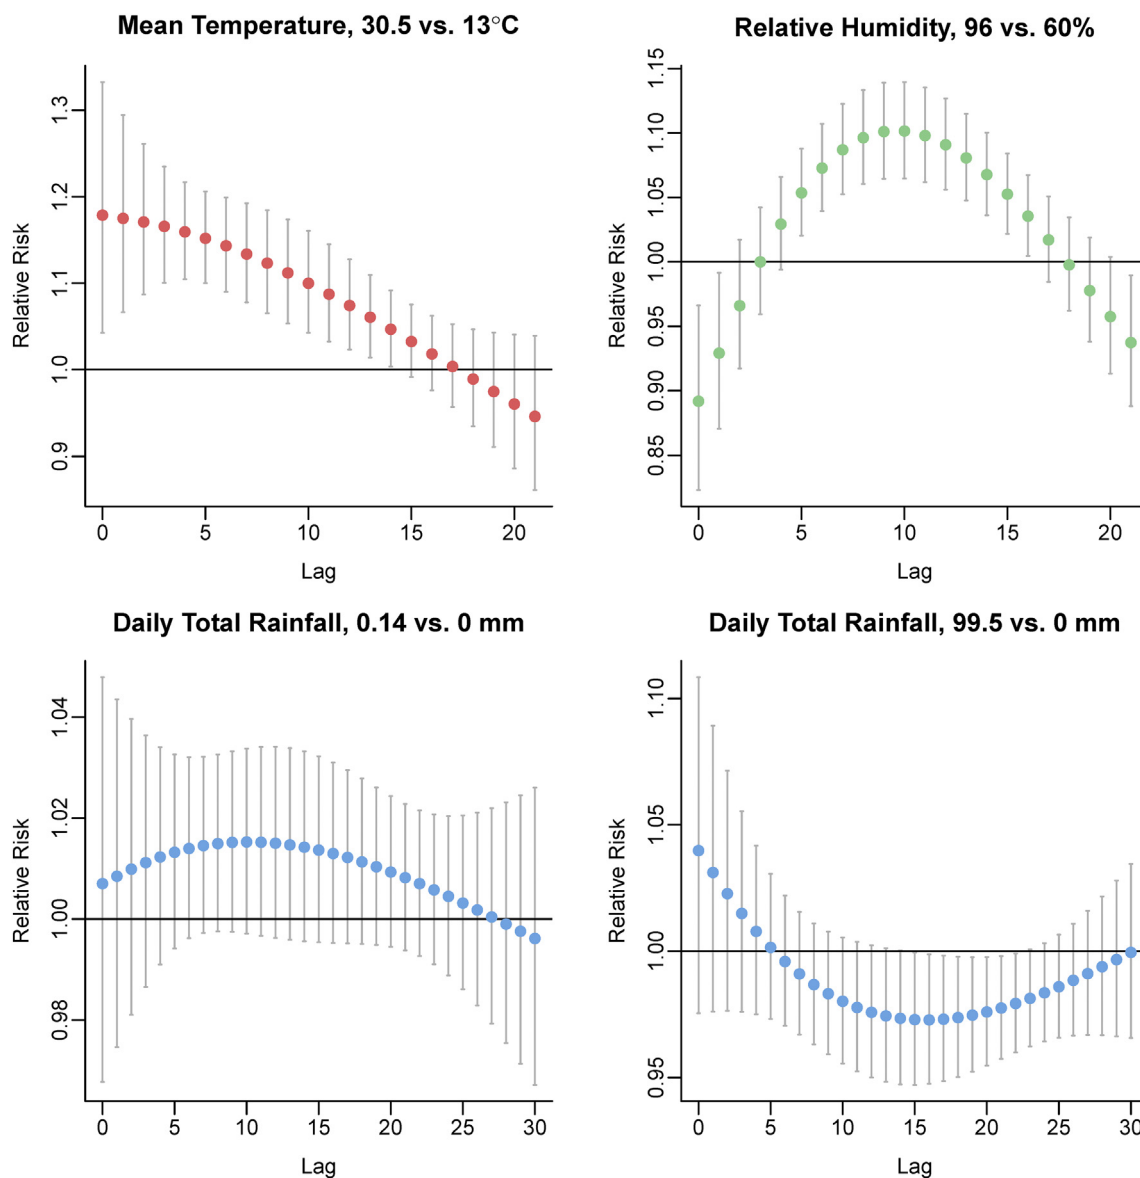 Mean Temperature, 30.5 vs. 13°C
Relative Risk
1.3
1.2
1.1
1.0
0.9
0 5 10 15 20
Lag
Relative Humidity, 96 vs. 60%
Relative Risk
1.15
1.10
1.05
1.00
0.95
0.90
0.85
0 5 10 15 20
Lag
Daily Total Rainfall, 0.14 vs. 0 mm
Relative Risk
1.04
1.02
1.00
0.98
0 5 10 15 20 25 30
Lag
Daily Total Rainfall, 99.5 vs. 0 mm
Relative Risk
1.10
1.05
1.00
0.95
0 5 10 15 20 25 30
Lag